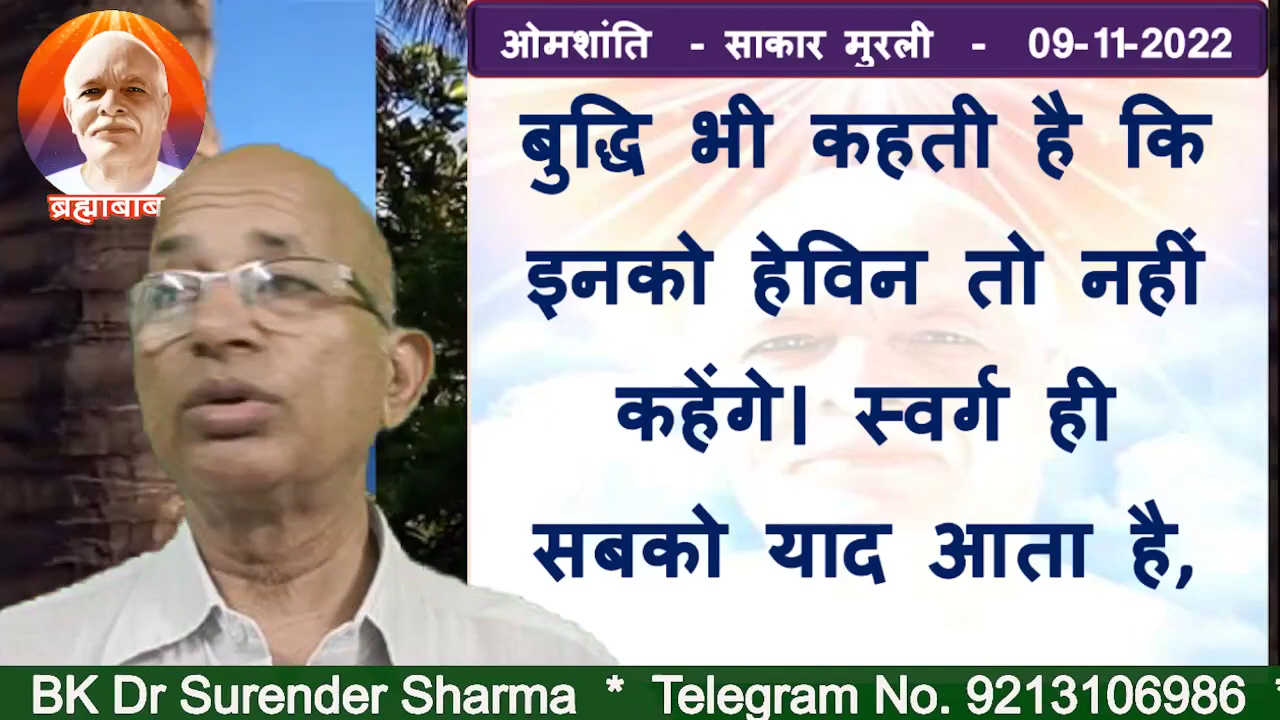 ओमशांति - साकार मुरली - 09-11-2022
ब्रह्माबाब
बुद्धि भी कहती है कि
इनको हेविन तो नहीं
कहेंगे। स्वर्ग ही
सबको याद आता है,
BK Dr Surender Sharma * Telegram No. 9213106986 *